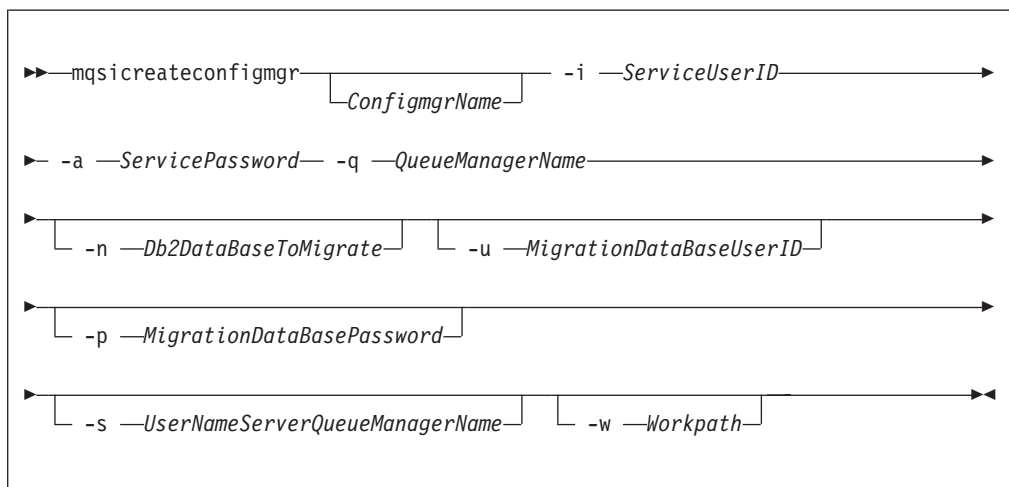 mqsicreateconfigmgr -i ServiceUserID
ConfigmgrName
-a ServicePassword -q QueueManagerName
-n Db2DataBaseToMigrate -u MigrationDataBaseUserID
-p MigrationDataBasePassword
-s UserNameServerQueueManagerName -w Workpath